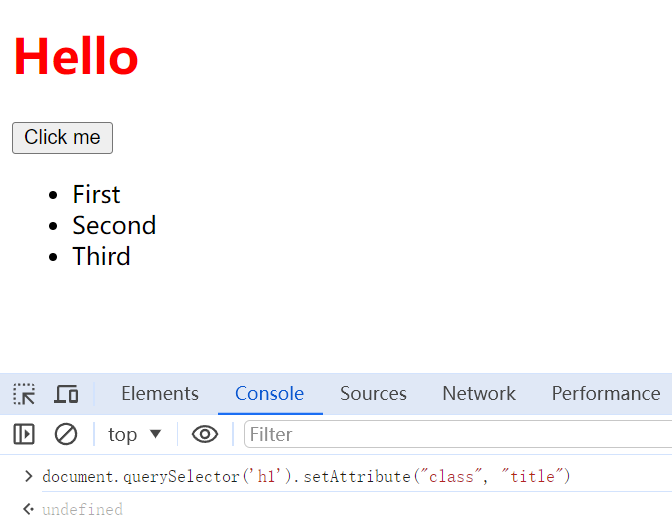 Hello
Click me
First
Second
Third
Elements Console Sources Network Performance
top Filter
document.querySelector('h1').setAttribute("class", "title")
undefined